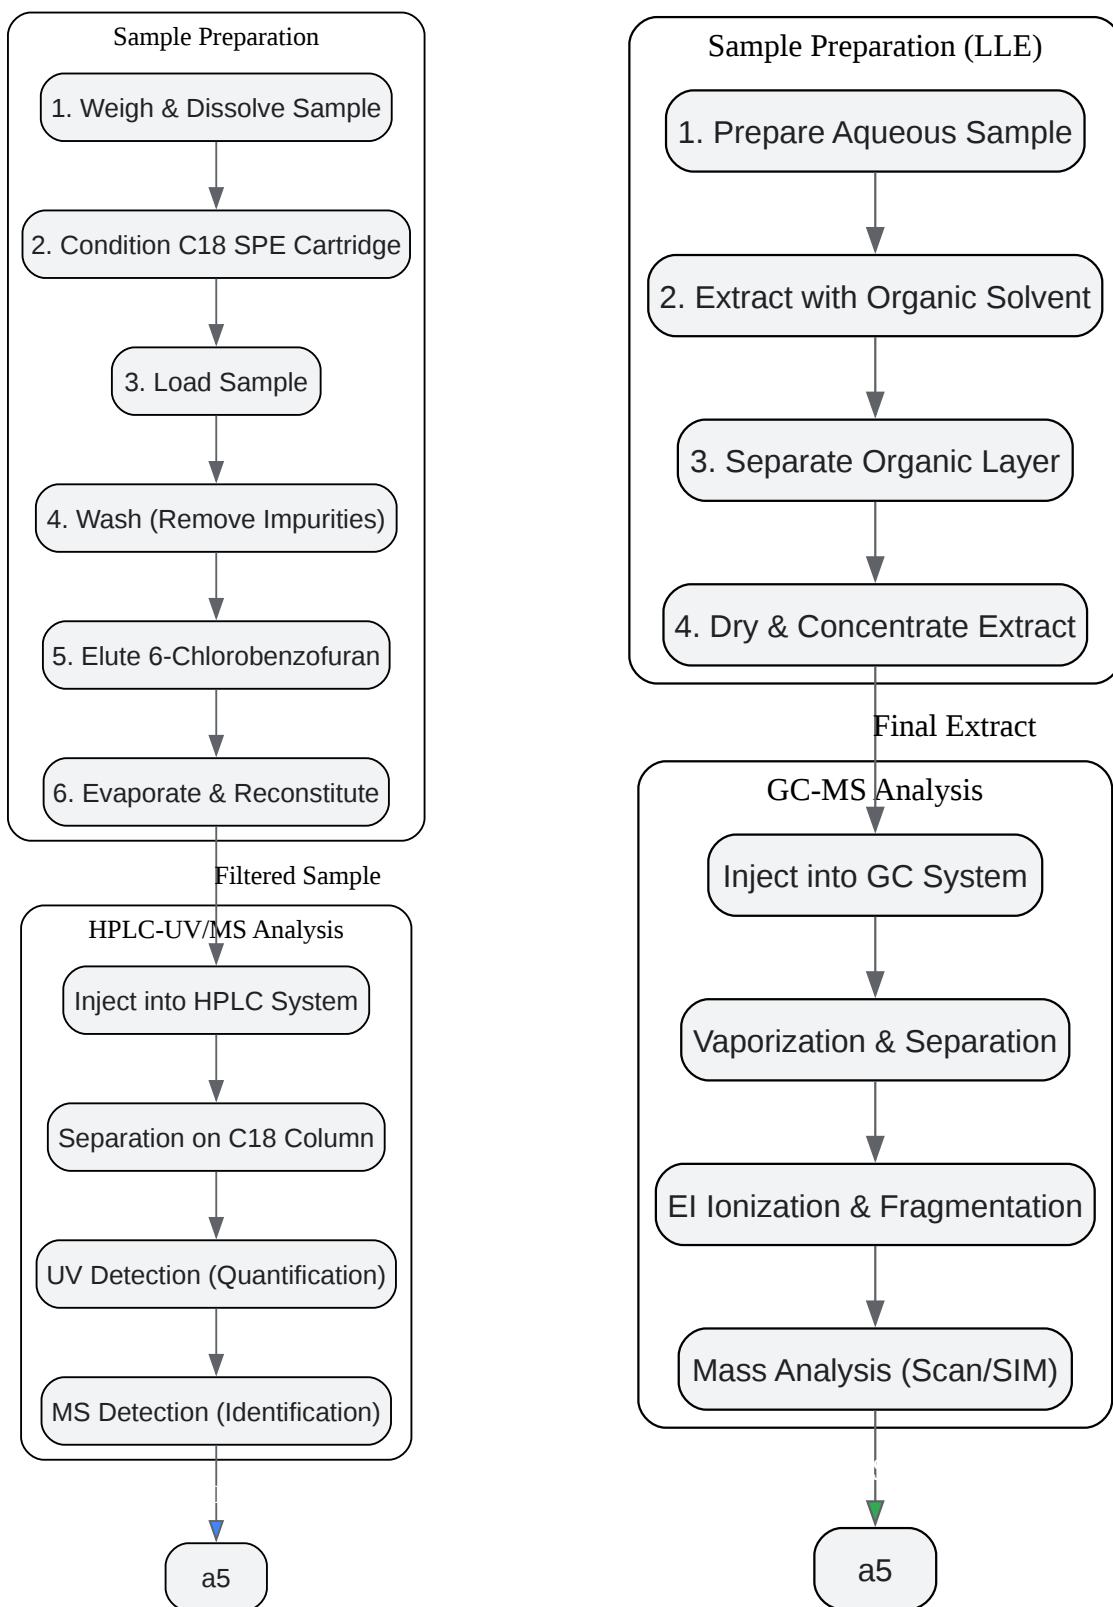 Sample Preparation
1. Weigh & Dissolve Sample
2. Condition C18 SPE Cartridge
3. Load Sample
4. Wash (Remove Impurities)
5. Elute 6-Chlorobenzofuran
6. Evaporate & Reconstitute
Filtered Sample
HPLC-UV/MS Analysis
Inject into HPLC System
Separation on C18 Column
UV Detection (Quantification)
MS Detection (Identification)
a5
Sample Preparation (LLE)
1. Prepare Aqueous Sample
2. Extract with Organic Solvent
3. Separate Organic Layer
4. Dry & Concentrate Extract
Final Extract
GC-MS Analysis
Inject into GC System
Vaporization & Separation
EI Ionization & Fragmentation
Mass Analysis (Scan/SIM)
a5